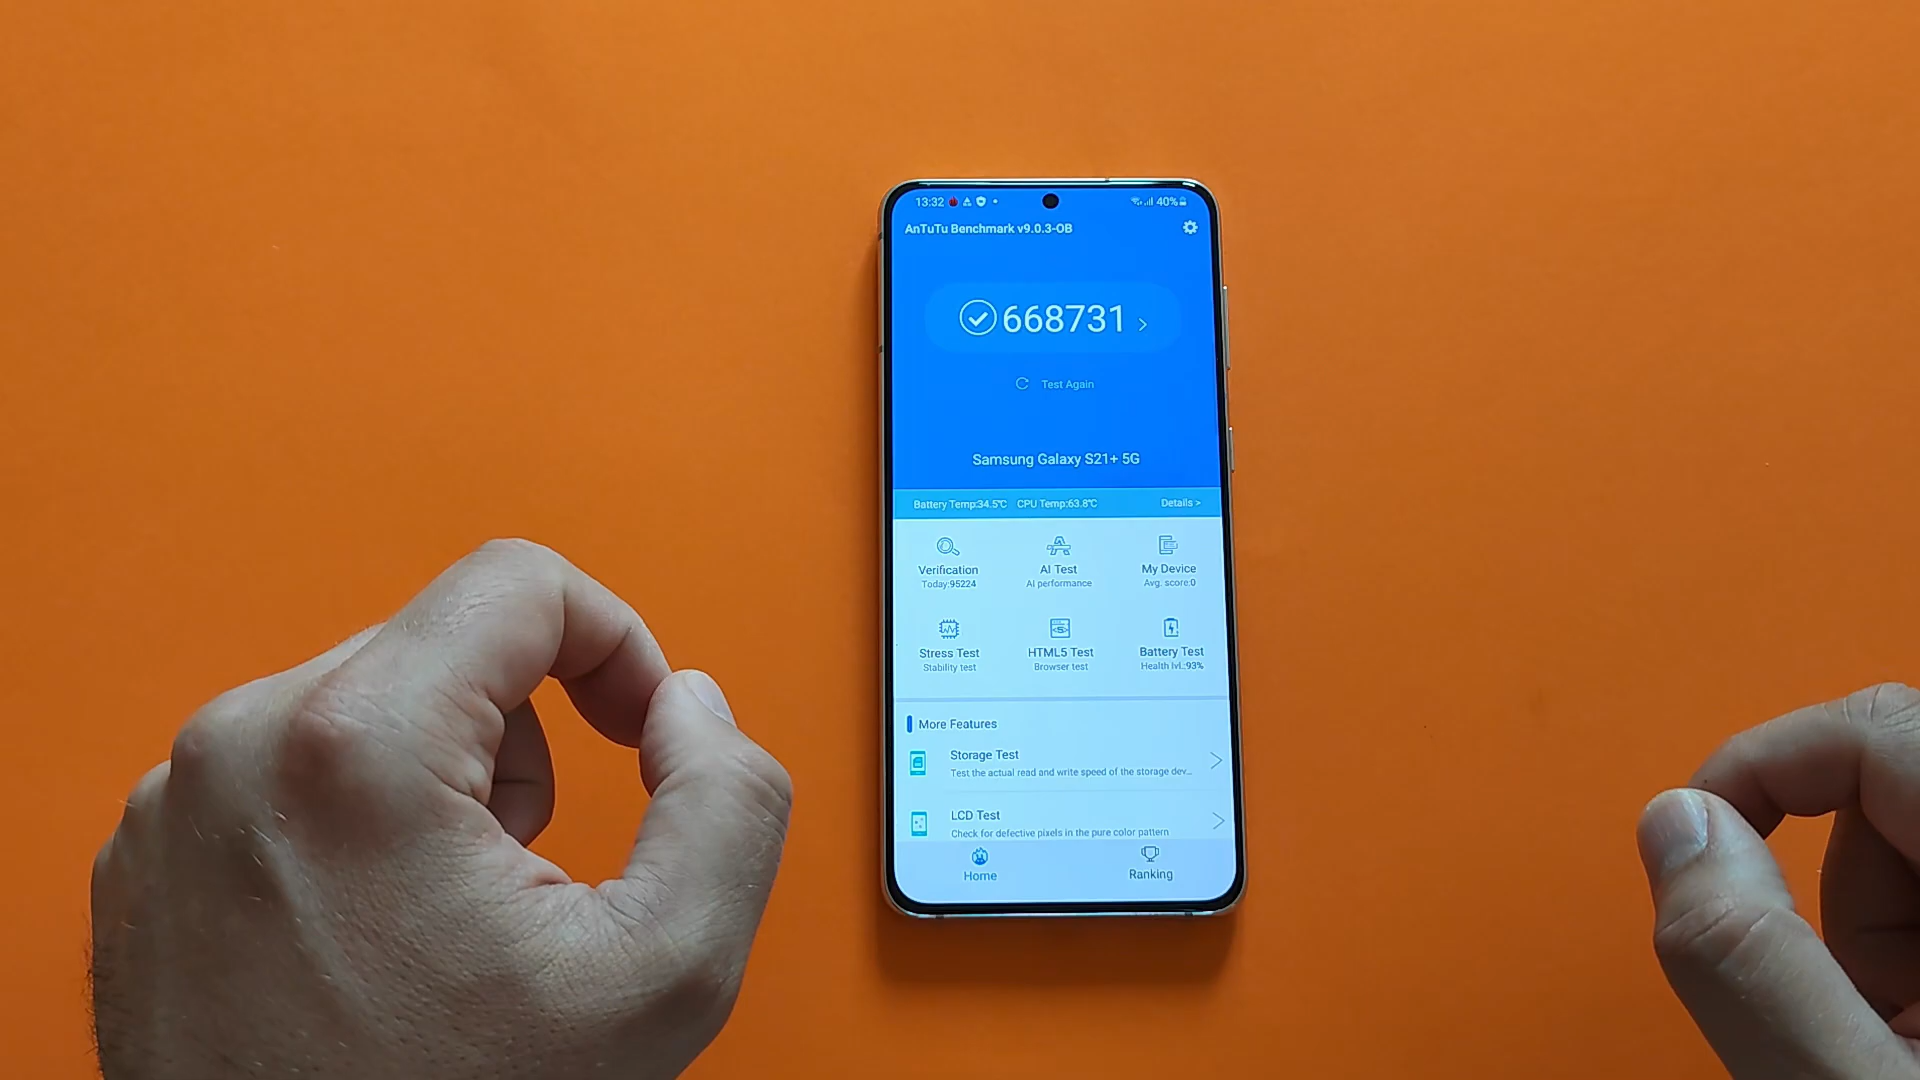 13:32 40%
AnTuTu Benchmark v9.0.3-OB
668731
Test Again
Samsung Galaxy S21+ 5G
Battery Temp:34.5℃ CPU Temp:63.8℃ Details >
Verification AI Test My Device
Today:95224 AI performance Avg. score:0
Stress Test HTML5 Test Battery Test
Stability test Browser test Health lvl.:93%
More Features
Storage Test
Test the actual read and write speed of the storage dev...
LCD Test
Check for defective pixels in the pure color pattern
Home Ranking